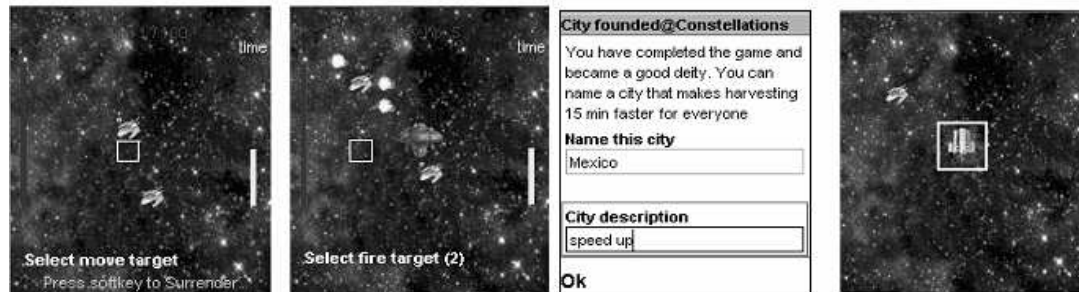 time
Select move target
Press softkey to Surrender
time
Select fire target (2)
City founded@Constellations
You have completed the game and
became a good deity. You can
name a city that makes harvesting
15 min faster for everyone
Name this city
Mexico
City description
speed up
Ok